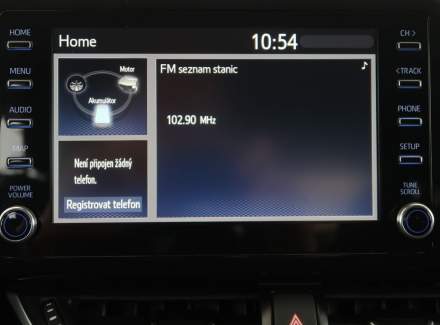 HOME
MENU
AUDIO
MAP
POWER
VOLUME
Home
10:54
Motor
Akumulátor
Není připojen žádný
telefon.
Registrovat telefon
FM seznam stanic
102.90 MHz
CH >
< TRACK
PHONE
SETUP
TUNE
SCROLL